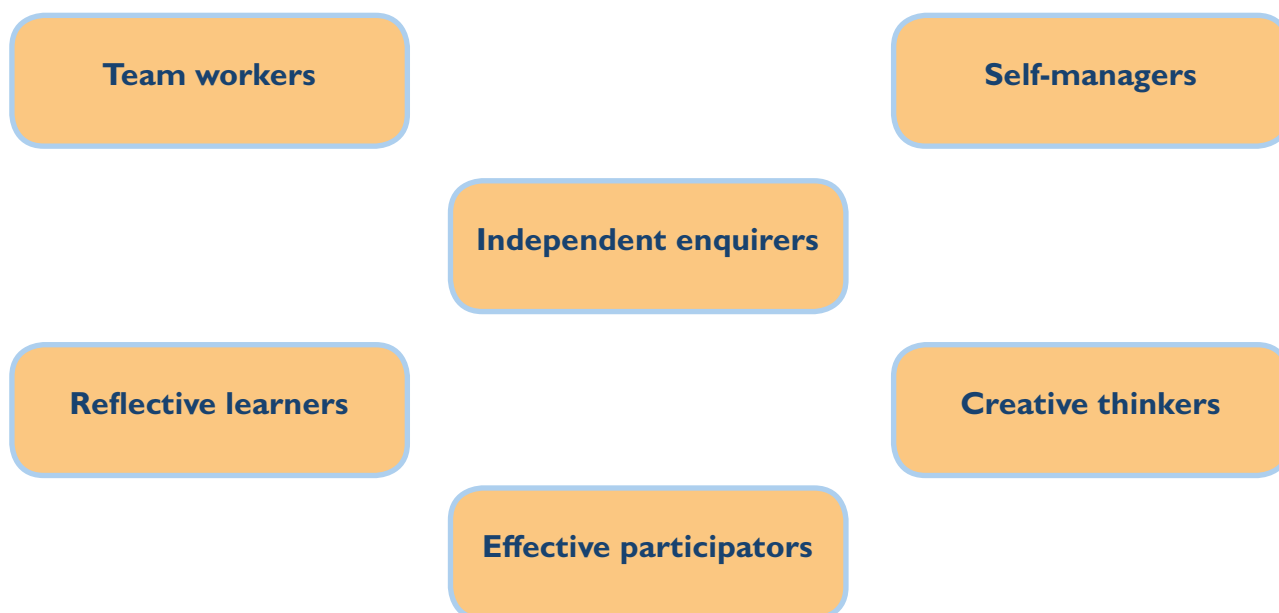 Team workers
Self-managers
Independent enquirers
Reflective learners
Creative thinkers
Effective participators